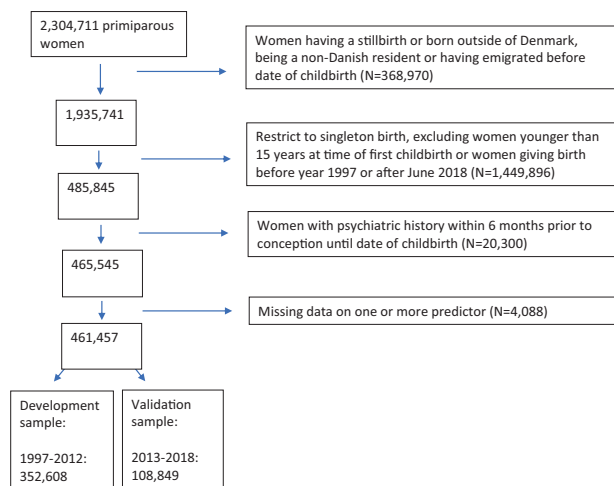 2,304,711 primiparous
women
Women having a stillbirth or born outside of Denmark,
being a non-Danish resident or having emigrated before
date of childbirth (N=368,970)
1,935,741
Restrict to singleton birth, excluding women younger than
15 years at time of first childbirth or women giving birth
before year 1997 or after June 2018 (N=1,449,896)
485,845
Women with psychiatric history within 6 months prior to
conception until date of childbirth (N=20,300)
465,545
Missing data on one or more predictor (N=4,088)
461,457
Development
sample:
1997-2012:
352,608
Validation
sample:
2013-2018:
108,849